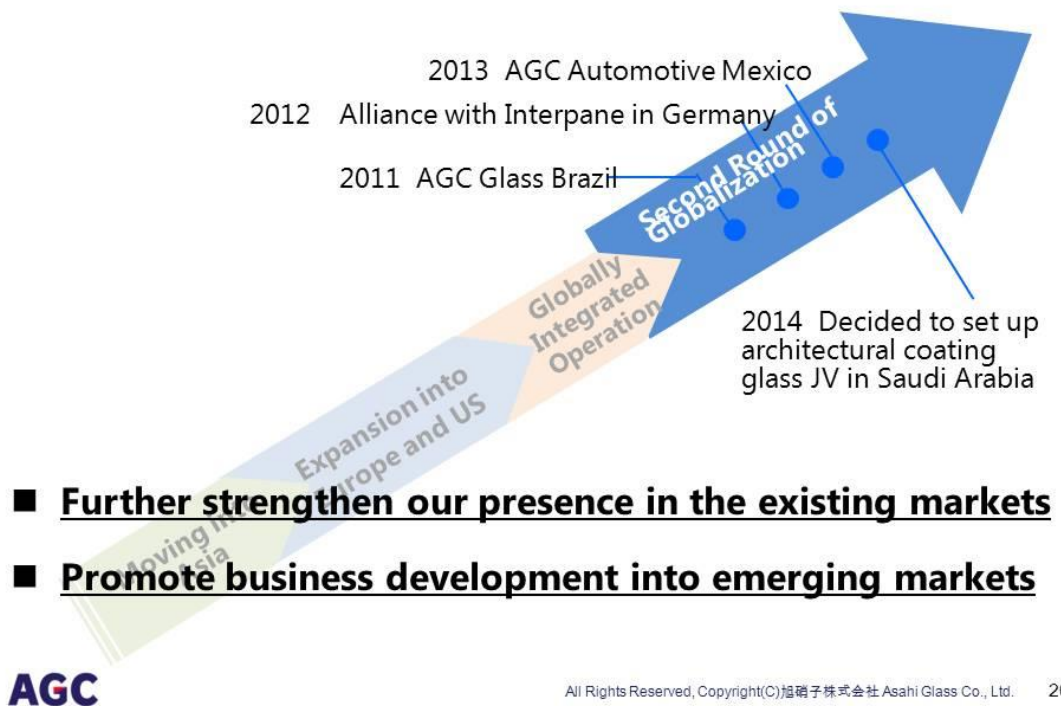 2013 AGC Automotive Mexico
2012 Alliance with Interpane in Germany
2011 AGC Glass Brazil
Second Round of
Globalization
Globally
Integrated
Operation
2014 Decided to set up
architectural coating
glass JV in Saudi Arabia
Expansion into
Europe and US
Moving into
Asia
■ Further strengthen our presence in the existing markets
■ Promote business development into emerging markets
AGC
All Rights Reserved, Copyright(C)旭硝子株式会社 Asahi Glass Co., Ltd.